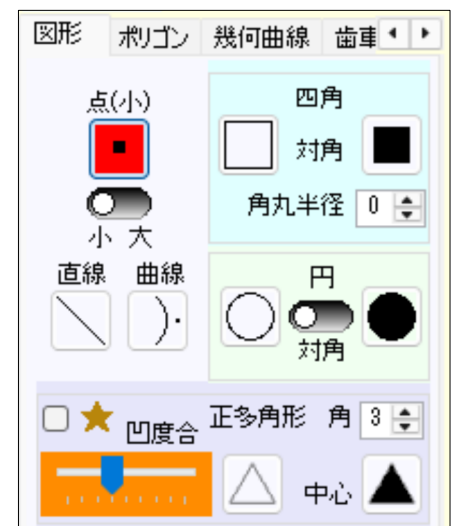 図形 ポリゴン 幾何曲線 歯車
点(小)
小 大
直線 曲線
四角
対角
角丸半径 0
円
対角
凹度合 正多角形 角 3
中心